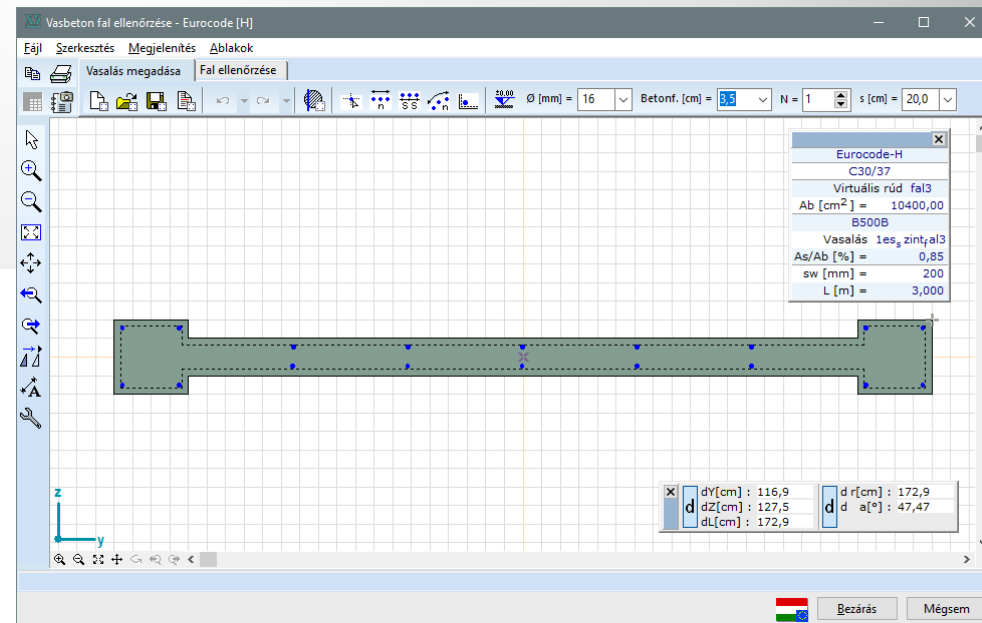 Vasbeton fal ellenőrzése - Eurocode [H]
Fájl Szerkesztés Megjelenítés Ablakok
Vasalás megadása Fal ellenőrzése
Ø [mm] = 16 Betonf. [cm] = 3,5 N = 1 s [cm] = 20,0
Eurocode-H
C30/37
Virtuális rúd fal3
Ab [cm2] = 10400,00
B500B
Vasalás 1es_s zint_fal3
As/Ab [%] = 0,85
sw [mm] = 200
L [m] = 3,000
z
y
dY[cm] : 116,9
dZ[cm] : 127,5
dL[cm] : 172,9
d
d r[cm] : 172,9
d a[°] : 47,47
d
Bezárás Mégsem